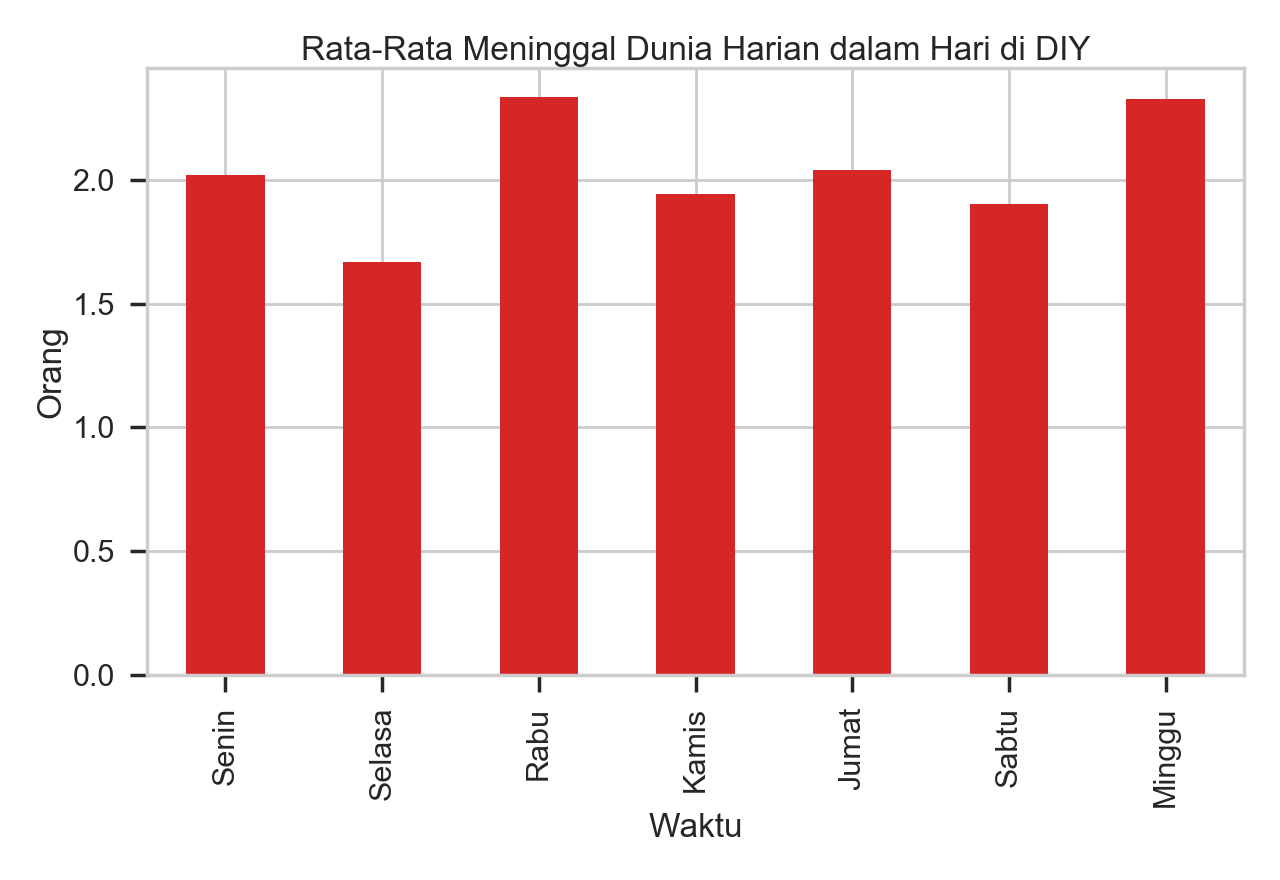 Rata-Rata Meninggal Dunia Harian dalam Hari di DIY
Orang
2.0
1.5
1.0
0.5
0.0
Senin
Selasa
Rabu
Kamis
Jumat
Sabtu
Minggu
Waktu